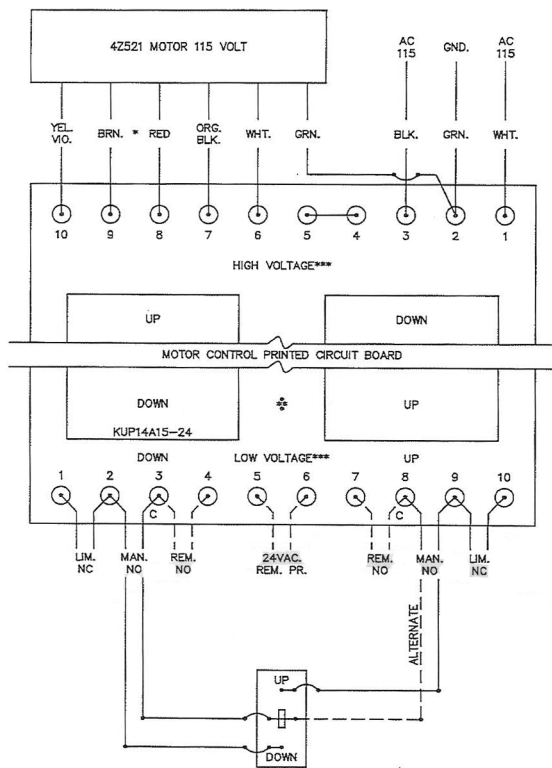 4Z521 MOTOR 115 VOLT
AC
115
GND.
AC
115
YEL.
VIO.
BRN.
*
RED
ORG.
BLK.
WHT.
GRN.
BLK.
GRN.
WHT.
10 9 8 7 6 5 4 3 2 1
HIGH VOLTAGE***
UP
DOWN
MOTOR CONTROL PRINTED CIRCUIT BOARD
DOWN
**
UP
KUP14A15-24
DOWN
LOW VOLTAGE***
UP
1 2 3 4 5 6 7 8 9 10
C
C
LIM.
NC
MAN.
NO
REM.
NO
24VAC.
REM. PR.
REM.
NO
MAN.
NO
LIM.
NC
ALTERNATE
UP
DOWN